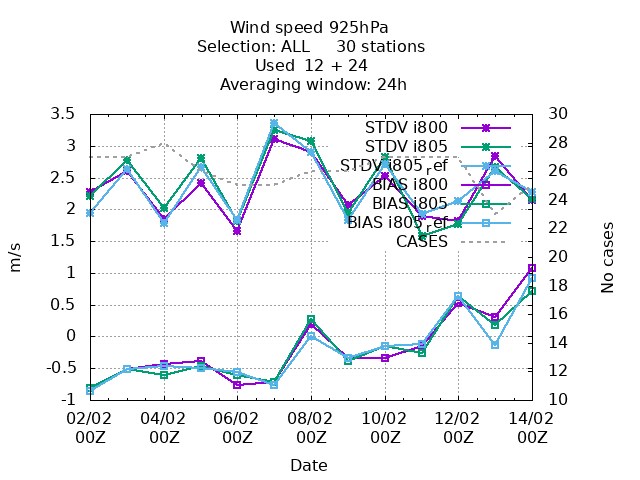 Wind speed 925hPa
Selection: ALL 30 stations
Used 12 + 24
Averaging window: 24h
3.5
3
2.5
2
1.5
1
0.5
0
-0.5
-1
m/s
30
28
26
24
22
20
18
16
14
12
10
No cases
STDV i800
STDV i805
STDV i805ref
BIAS i800
BIAS i805
BIAS i805ref
CASES
02/02 04/02 06/02 08/02 10/02 12/02 14/02
00Z 00Z 00Z 00Z 00Z 00Z 00Z
Date